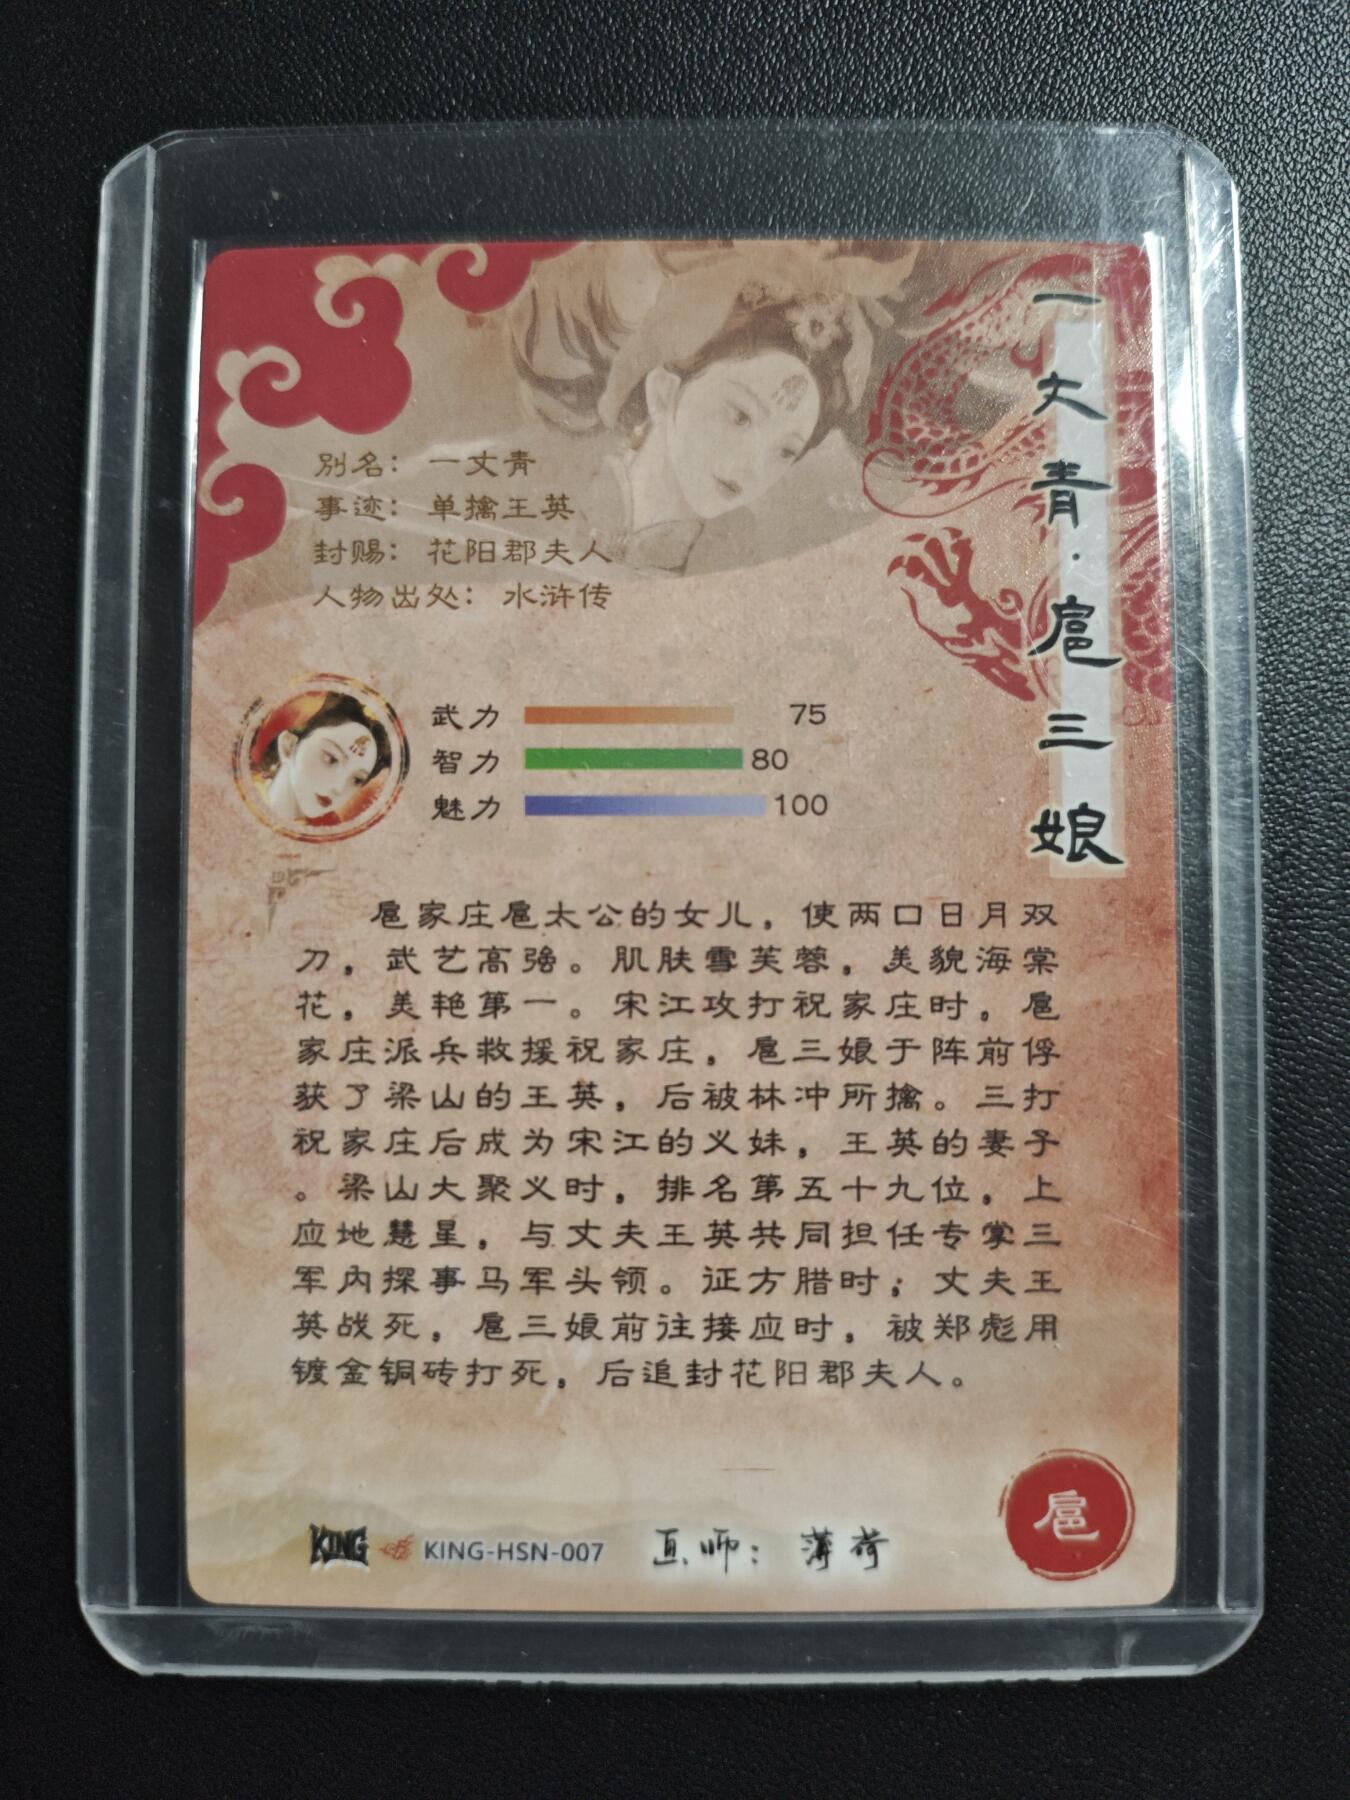 一丈青·扈三娘
别名：一丈青
事迹：单擒王英
封赐：花阳郡夫人
人物出处：水浒传
武力 75
智力 80
魅力 100
扈家庄扈太公的女儿，使两口日月双
刀，武艺高强。肌肤雪芙蓉，美貌海棠
花，美艳第一。宋江攻打祝家庄时，扈
家庄派兵救援祝家庄，扈三娘于阵前俘
获了梁山的王英，后被林冲所擒。三打
祝家庄后成为宋江的义妹，王英的妻子
。梁山大聚义时，排名第五十九位，上
应地慧星，与丈夫王英共同担任专掌三
军内探事马军头领。征方腊时；丈夫王
英战死，扈三娘前往接应时，被郑彪用
镀金铜砖打死，后追封花阳郡夫人。
KING KING-HSN-007 画师：薄荷
扈